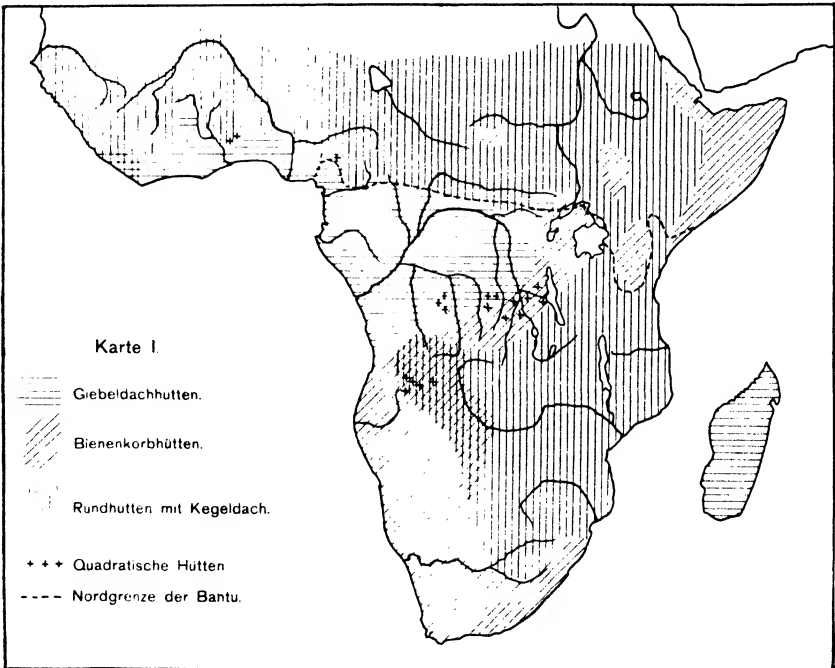 Karte I.
Giebeldachhutten.
Bienenkorbhütten.
Rundhutten mit Kegeldach.
Quadratische Hütten
Nordgrenze der Bantu.